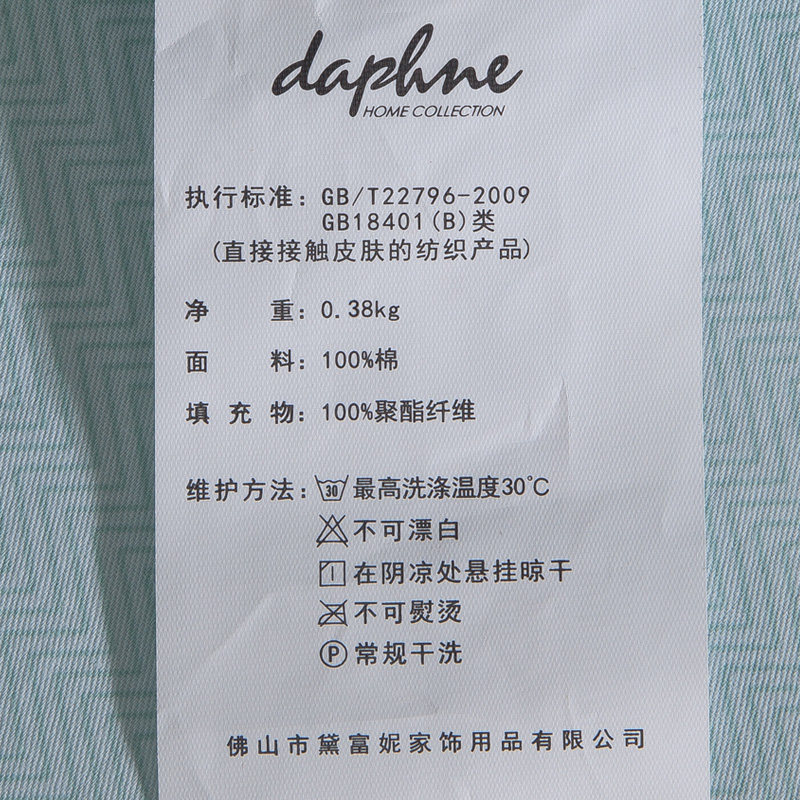 daphne
HOME COLLECTION
执行标准：GB/T22796-2009
GB18401(B)类
(直接接触皮肤的纺织产品)
净重：0.38kg
面料：100%棉
填充物：100%聚酯纤维
维护方法：30 最高洗涤温度30℃
不可漂白
在阴凉处悬挂晾干
不可熨烫
P 常规干洗
佛山市黛富妮家饰用品有限公司